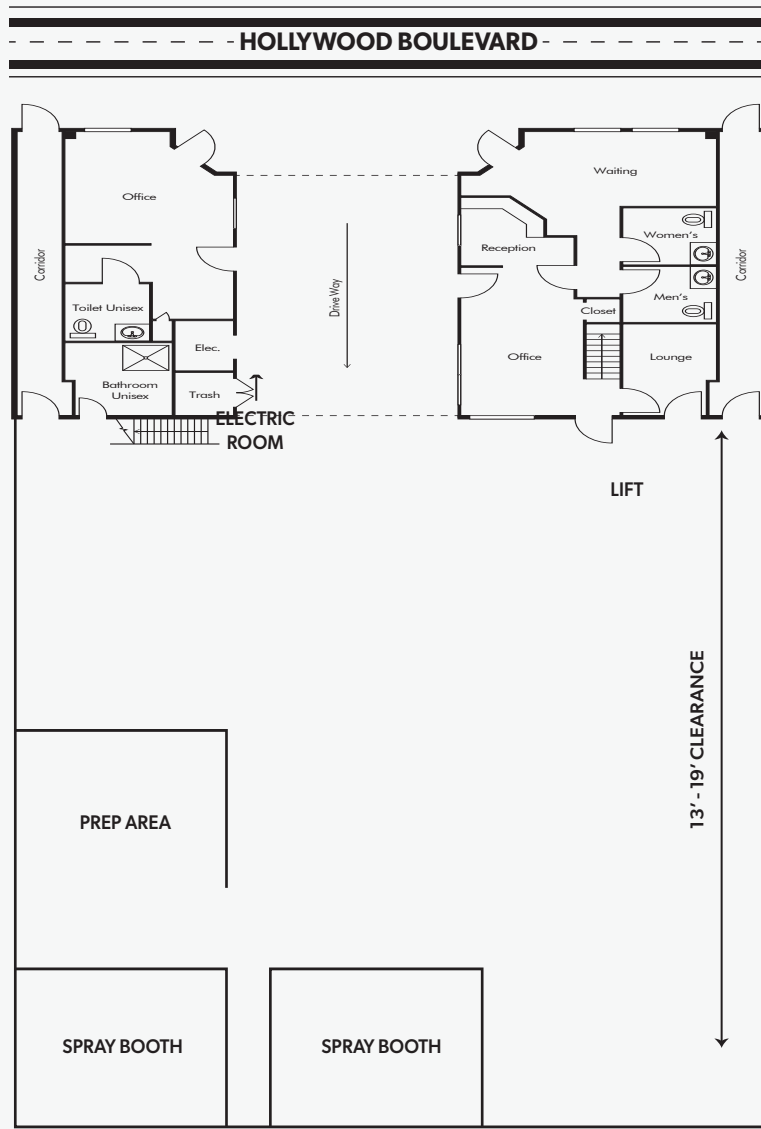 HOLLYWOOD BOULEVARD
Waiting
Office
Women's
Corridor
Reception
Corridor
Drive Way
Men's
Toilet Unisex
Closet
Elec.
Office
Lounge
Bathroom
Unisex
Trash
ELECTRIC
ROOM
LIFT
13' - 19' CLEARANCE
PREP AREA
SPRAY BOOTH
SPRAY BOOTH